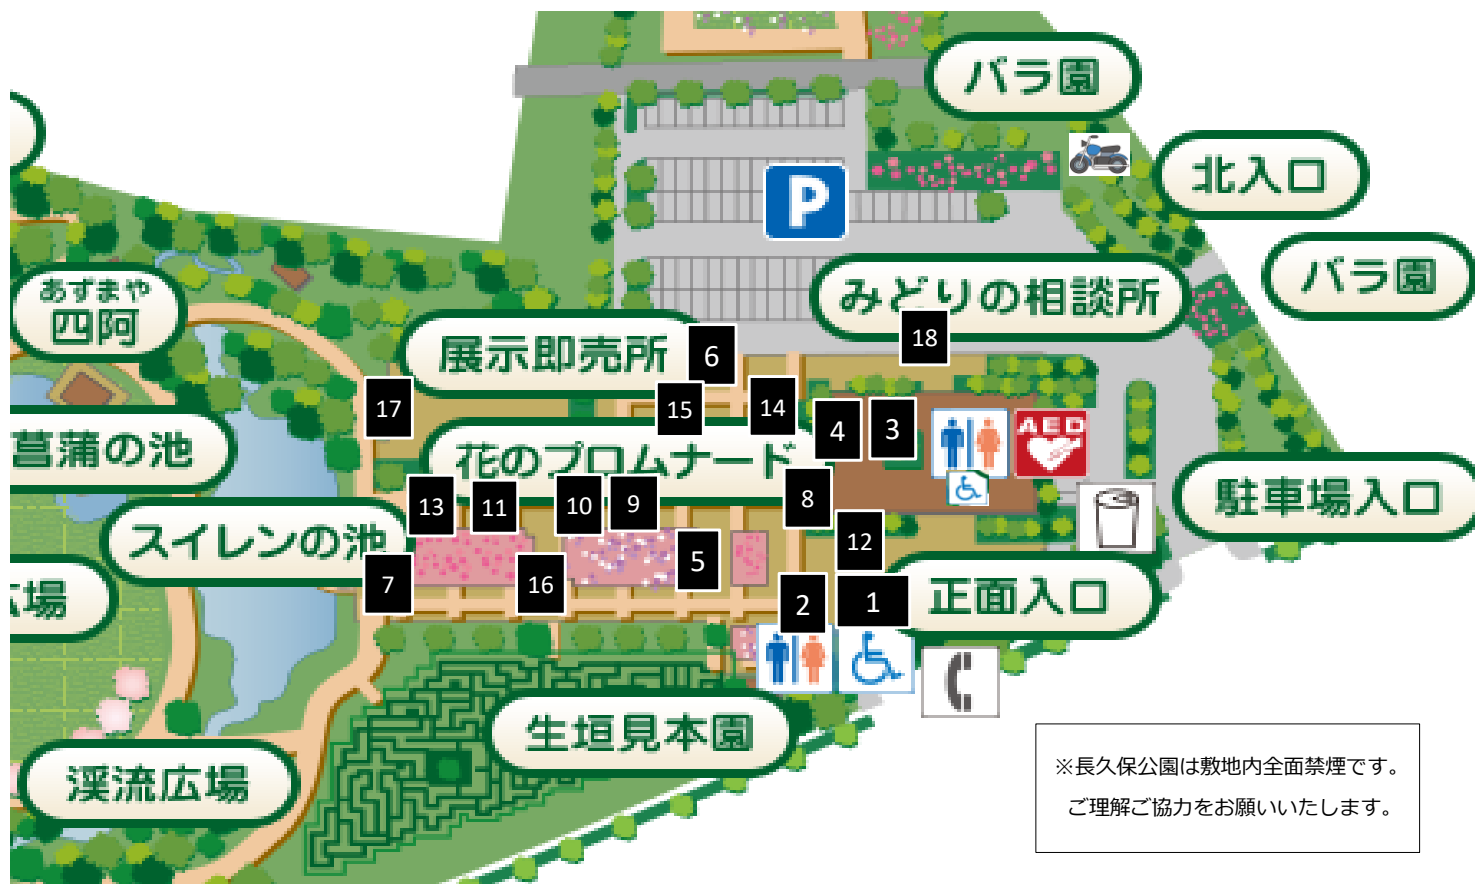 バラ園
北入口
P
バラ園
みどりの相談所
あずまや
四阿
展示即売所
6
18
17
15
14
4
3
AED
菖蒲の池
花のプロムナード
駐車場入口
13
11
10
9
8
スイレンの池
12
7
16
5
2
1
正面入口
広場
生垣見本園
渓流広場
※長久保公園は敷地内全面禁煙です。
ご理解ご協力をお願いいたします。